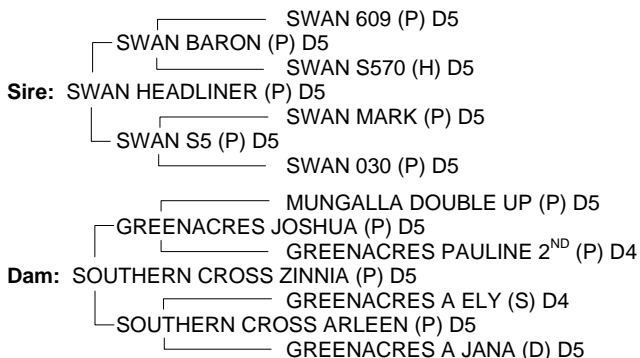 SWAN 609 (P) D5
SWAN BARON (P) D5
SWAN S570 (H) D5
Sire: SWAN HEADLINER (P) D5
SWAN MARK (P) D5
SWAN S5 (P) D5
SWAN 030 (P) D5
MUNGALLA DOUBLE UP (P) D5
GREENACRES JOSHUA (P) D5
GREENACRES PAULINE 2ND (P) D4
Dam: SOUTHERN CROSS ZINNIA (P) D5
GREENACRES A ELY (S) D4
SOUTHERN CROSS ARLEEN (P) D5
GREENACRES A JANA (D) D5